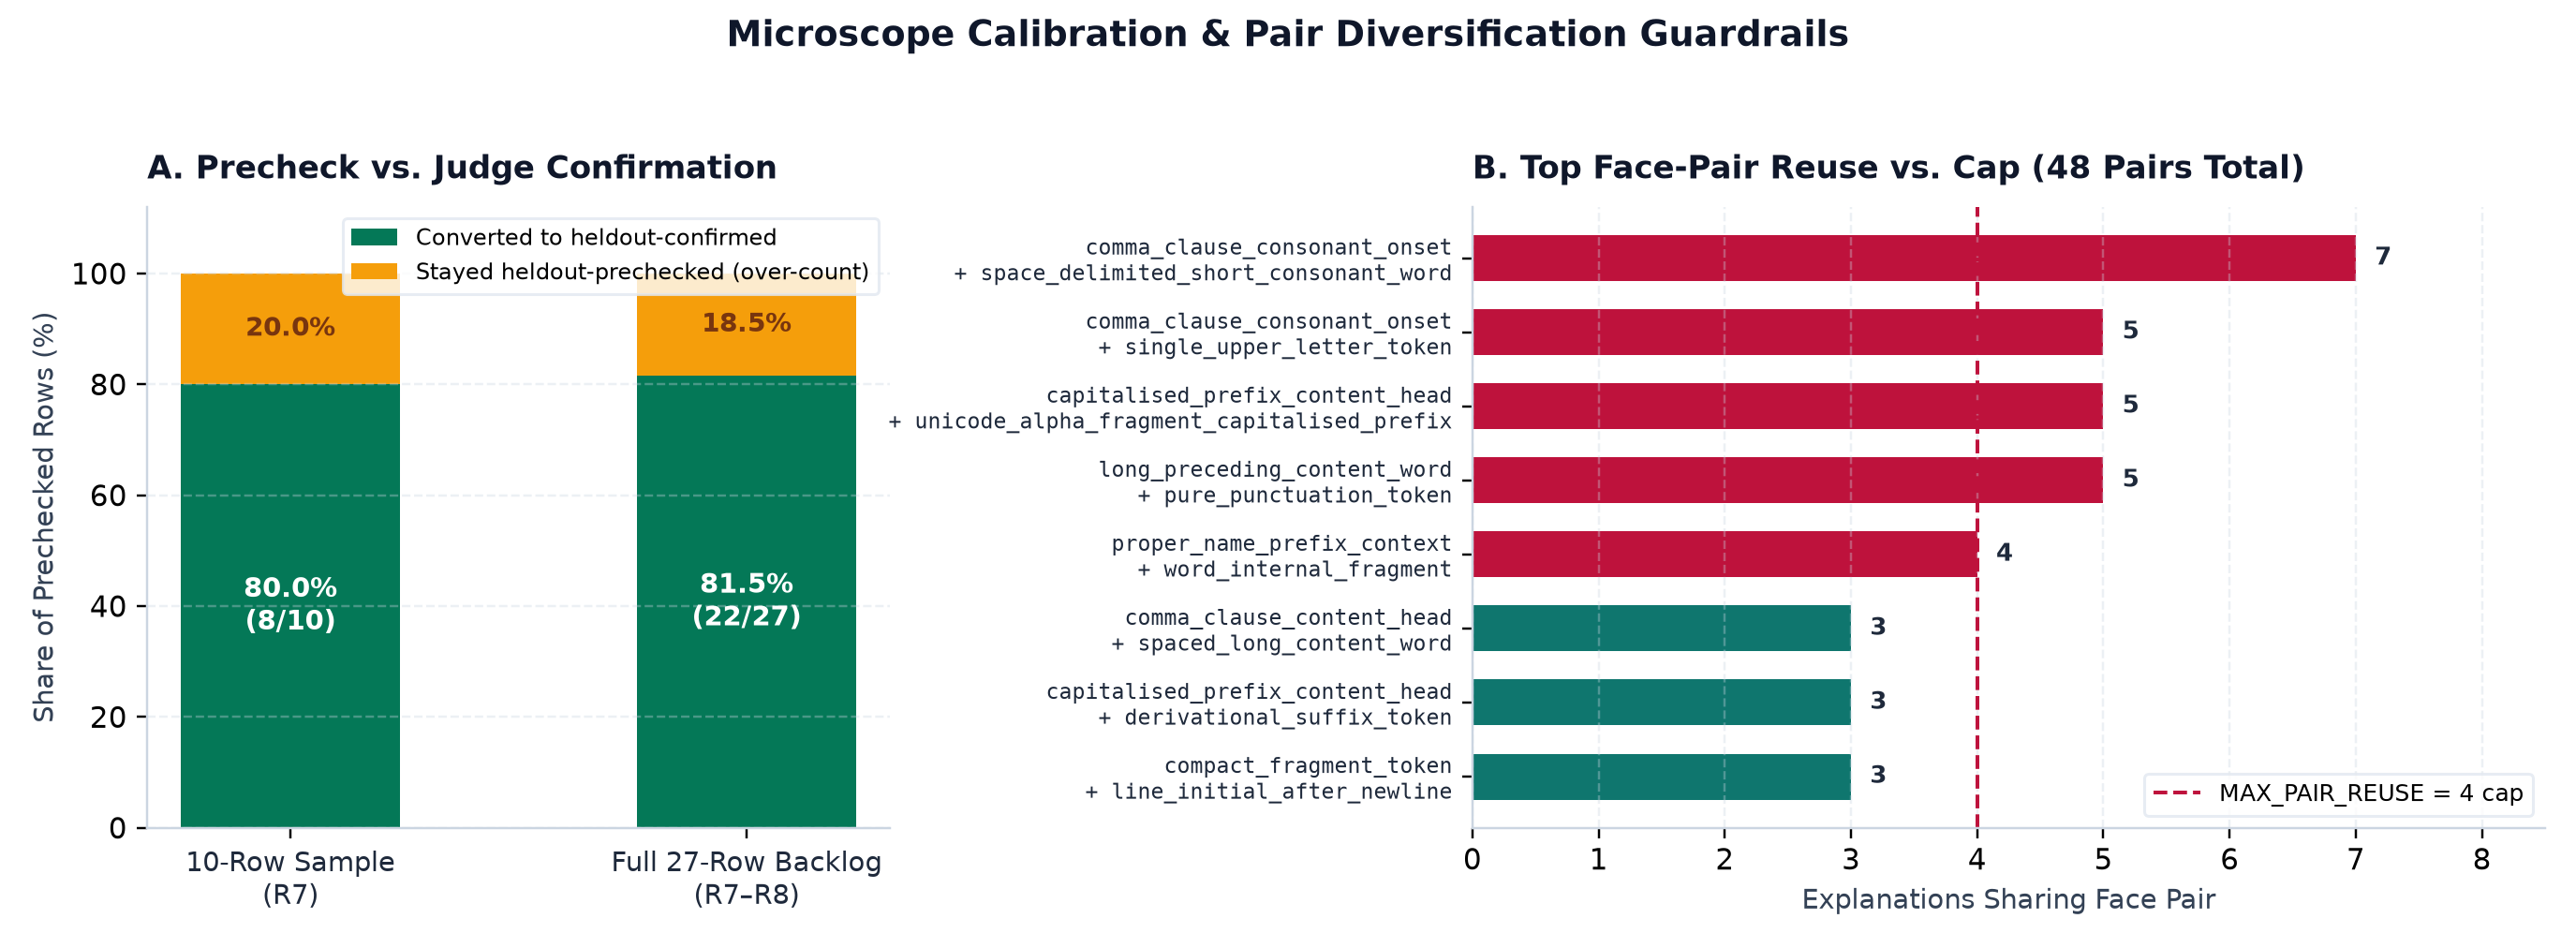 Microscope Calibration & Pair Diversification Guardrails
A. Precheck vs. Judge Confirmation
Share of Prechecked Rows (%)
100
80
60
40
20
0
Converted to heldout-confirmed
Stayed heldout-prechecked (over-count)
20.0%
80.0%
(8/10)
18.5%
81.5%
(22/27)
10-Row Sample
(R7)
Full 27-Row Backlog
(R7–R8)
B. Top Face-Pair Reuse vs. Cap (48 Pairs Total)
comma_clause_consonant_onset
+ space_delimited_short_consonant_word
7
comma_clause_consonant_onset
+ single_upper_letter_token
5
capitalised_prefix_content_head
+ unicode_alpha_fragment_capitalised_prefix
5
long_preceding_content_word
+ pure_punctuation_token
5
proper_name_prefix_context
+ word_internal_fragment
4
comma_clause_content_head
+ spaced_long_content_word
3
capitalised_prefix_content_head
+ derivational_suffix_token
3
compact_fragment_token
+ line_initial_after_newline
3
MAX_PAIR_REUSE = 4 cap
0 1 2 3 4 5 6 7 8
Explanations Sharing Face Pair